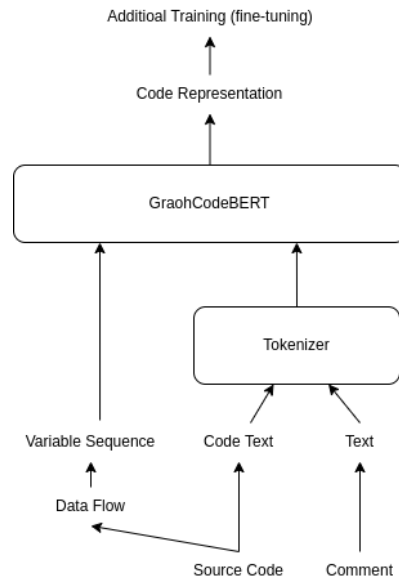 Additioal Training (fine-tuning)
Code Representation
GraohCodeBERT
Tokenizer
Variable Sequence
Code Text
Text
Data Flow
Source Code
Comment